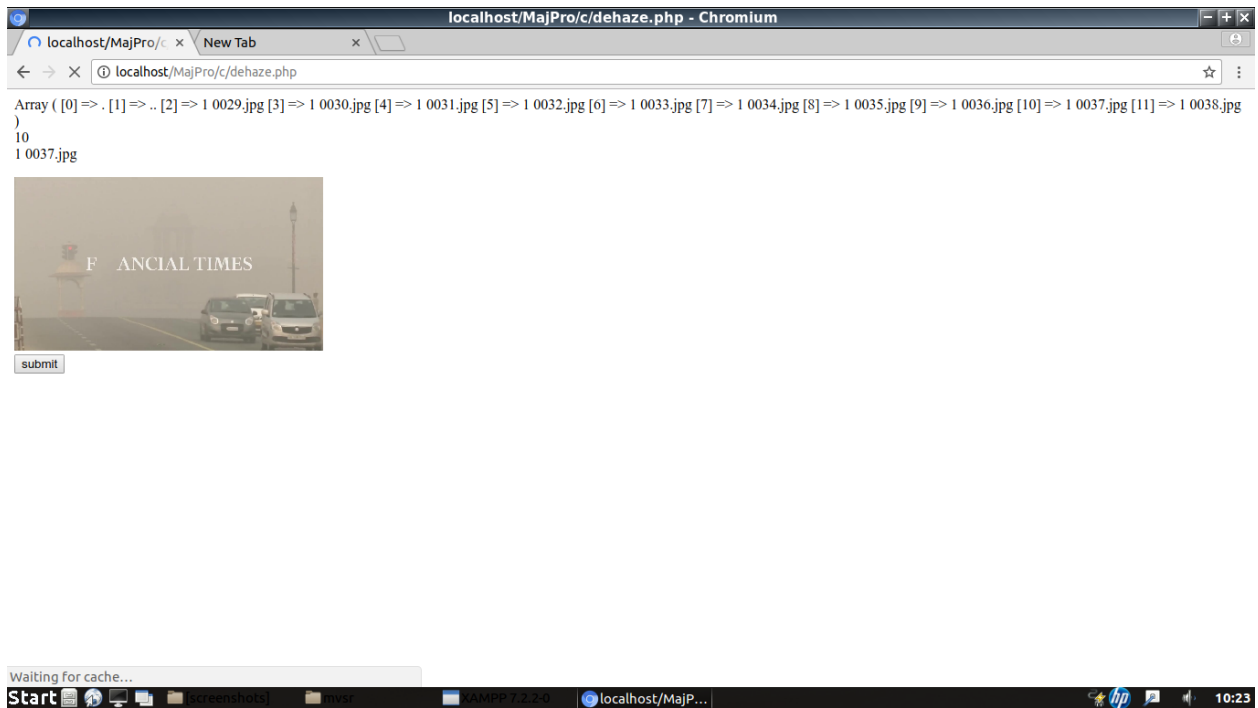 localhost/MajPro/c/dehaze.php - Chromium
localhost/MajPro/c
New Tab
localhost/MajPro/c/dehaze.php
Array ( [0] => . [1] => .. [2] => 1 0029.jpg [3] => 1 0030.jpg [4] => 1 0031.jpg [5] => 1 0032.jpg [6] => 1 0033.jpg [7] => 1 0034.jpg [8] => 1 0035.jpg [9] => 1 0036.jpg [10] => 1 0037.jpg [11] => 1 0038.jpg
)
10
1 0037.jpg
F ANCIAL TIMES
submit
Waiting for cache...
Start [screenshots] mvsr XAMPP 7.2.2-0 localhost/MajP... hp 10:23